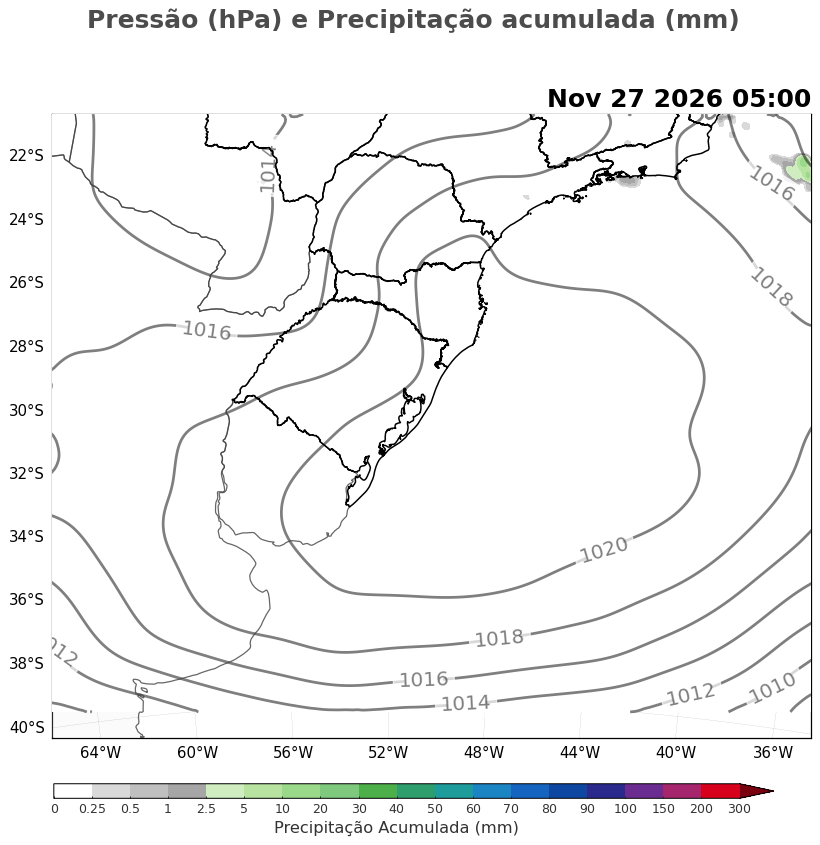 Pressão (hPa) e Precipitação acumulada (mm)
Nov 27 2026 05:00
22°S
24°S
26°S
28°S
30°S
32°S
34°S
36°S
38°S
40°S
1014
1016
1016
1018
1020
1018
1016
1014
1012
1010
012
64°W 60°W 56°W 52°W 48°W 44°W 40°W 36°W
0 0.25 0.5 1 2.5 5 10 20 30 40 50 60 70 80 90 100 150 200 300
Precipitação Acumulada (mm)